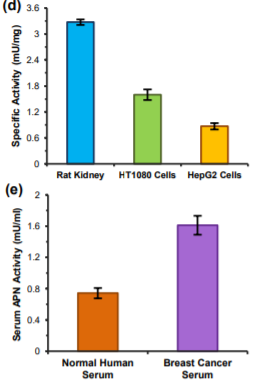 (d)
Specific Activity (mU/mg)
3.6
3
2.4
1.8
1.2
0.6
0
Rat Kidney HT1080 Cells HepG2 Cells
(e)
Serum APN Activity (mU/ml)
2
1.6
1.2
0.8
0.4
0
Normal Human Breast Cancer
Serum Serum